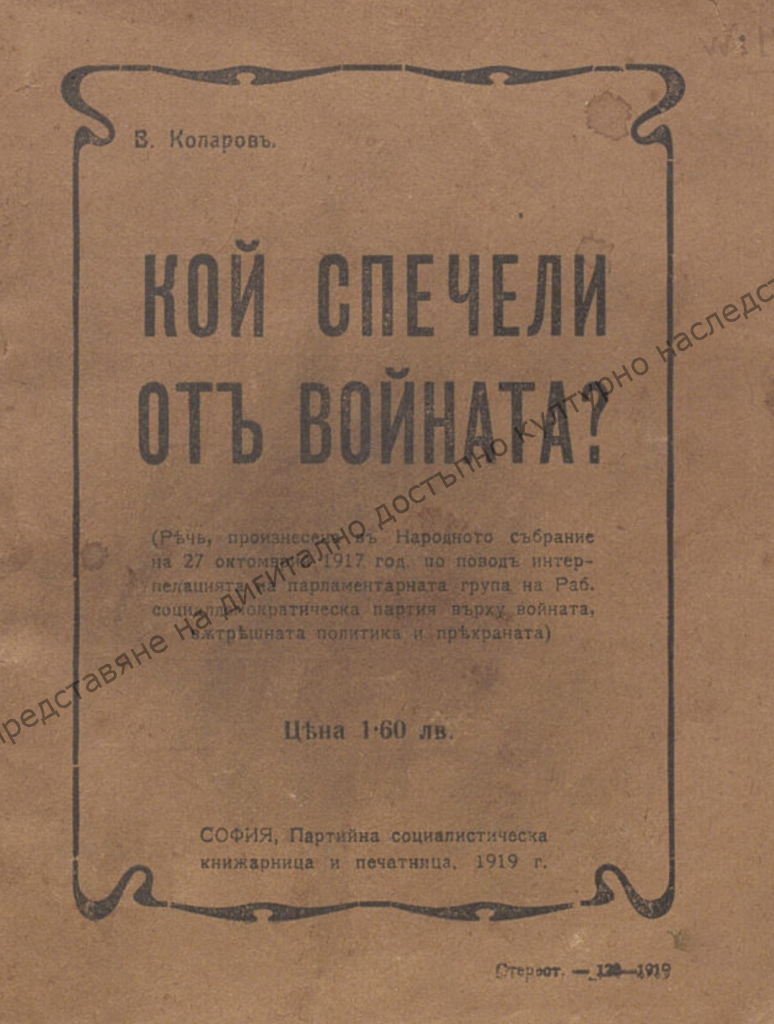 В. Коларовъ.
КОЙ СПЕЧЕЛИ
ОТЪ ВОЙНАТА?
(Рѣчь, произнесена въ Народното събрание
на 27 октомврий 1917 год. по поводъ интер-
пелацията на парламентарната група на Раб.
социалдемократическа партия върху войната,
вѫтрѣшната политика и прѣхраната)
Цѣна 1·60 лв.
СОФИЯ, Партийна социалистическа
книжарница и печатница, 1919 г.
Стереот. — 128—1919
представяне на дигитално достъпно културно наследст